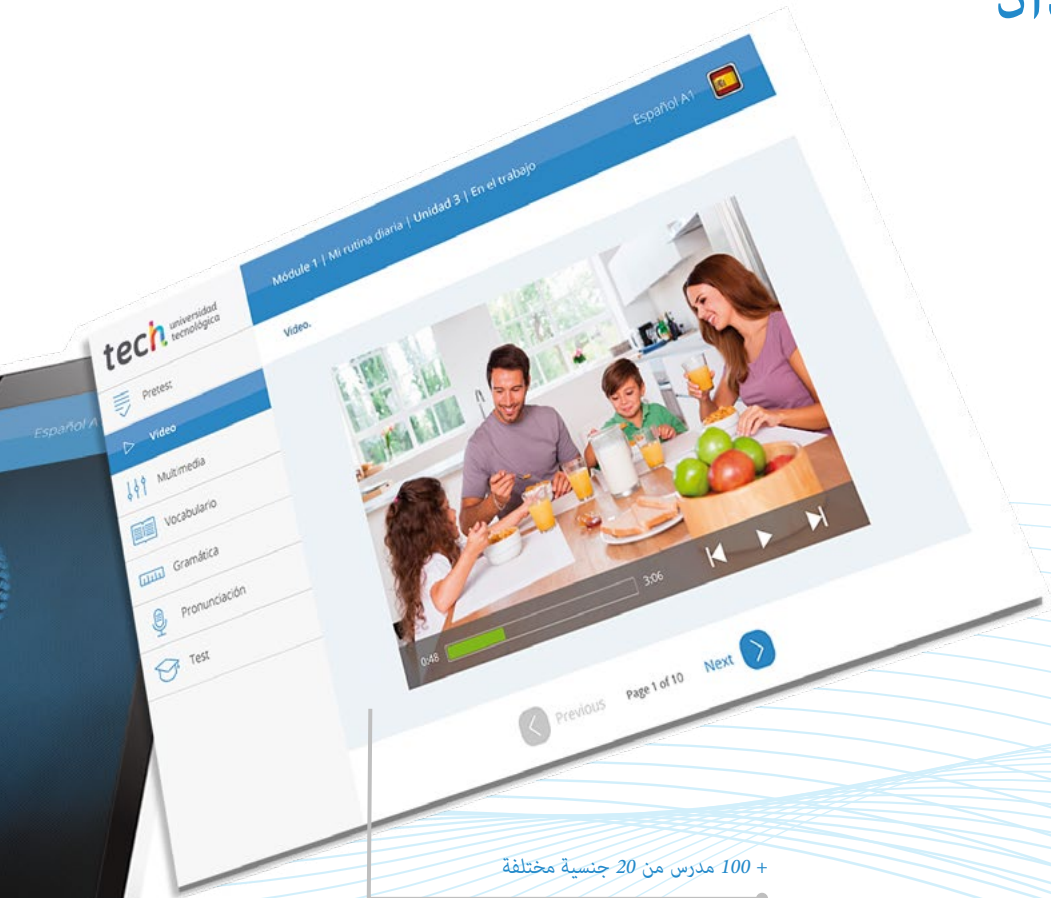 Español A1
Módule 1 | Mi rutina diaria | Unidad 3 | En el trabajo
tech universidad
tecnológica
Video.
Pretest
Video
Multimedia
Vocabulario
Gramática
Pronunciación
Test
0:48
3:06
Previous
Page 1 of 10
Next
Español A
+ 100 مدرس من 20 جنسية مختلفة